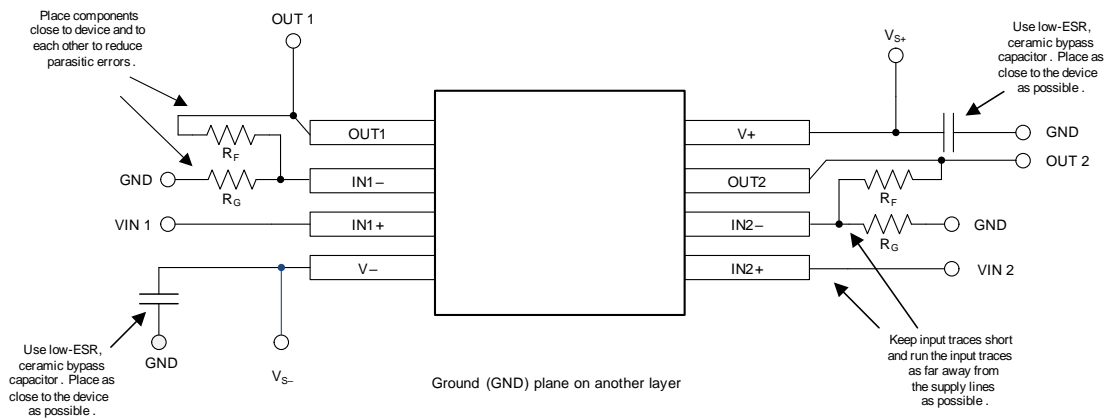 Place components
close to device and to
each other to reduce
parasitic errors .
OUT 1
VS+
Use low-ESR,
ceramic bypass
capacitor . Place as
close to the device
as possible .
OUT1
V+
GND
RF
OUT 2
GND
IN1−
OUT2
RG
RF
VIN 1
IN1+
IN2−
GND
RG
V−
IN2+
VIN 2
GND
VS−
Use low-ESR,
ceramic bypass
capacitor . Place as
close to the device
as possible .
Keep input traces short
and run the input traces
as far away from
the supply lines
as possible .
Ground (GND) plane on another layer